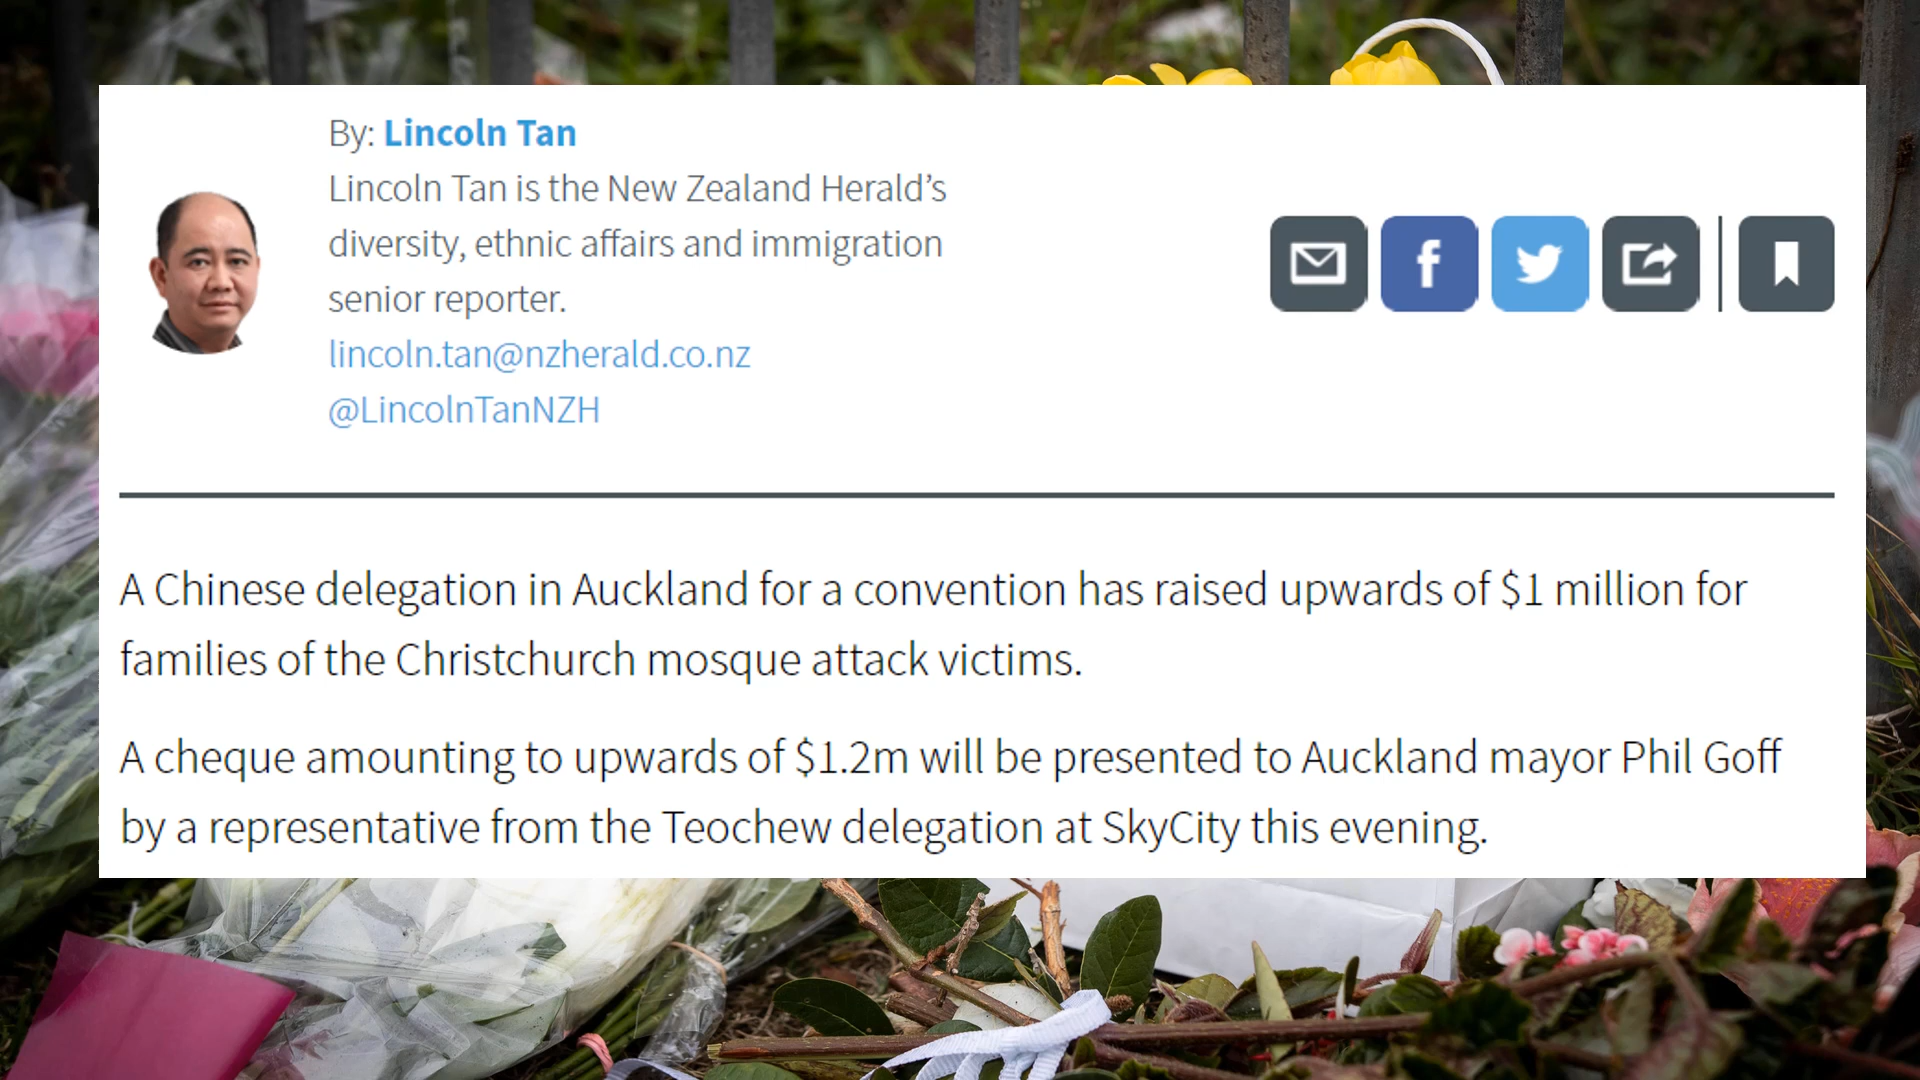 By: Lincoln Tan
Lincoln Tan is the New Zealand Herald’s
diversity, ethnic affairs and immigration
senior reporter.
lincoln.tan@nzherald.co.nz
@LincolnTanNZH
A Chinese delegation in Auckland for a convention has raised upwards of $1 million for
families of the Christchurch mosque attack victims.
A cheque amounting to upwards of $1.2m will be presented to Auckland mayor Phil Goff
by a representative from the Teochew delegation at SkyCity this evening.